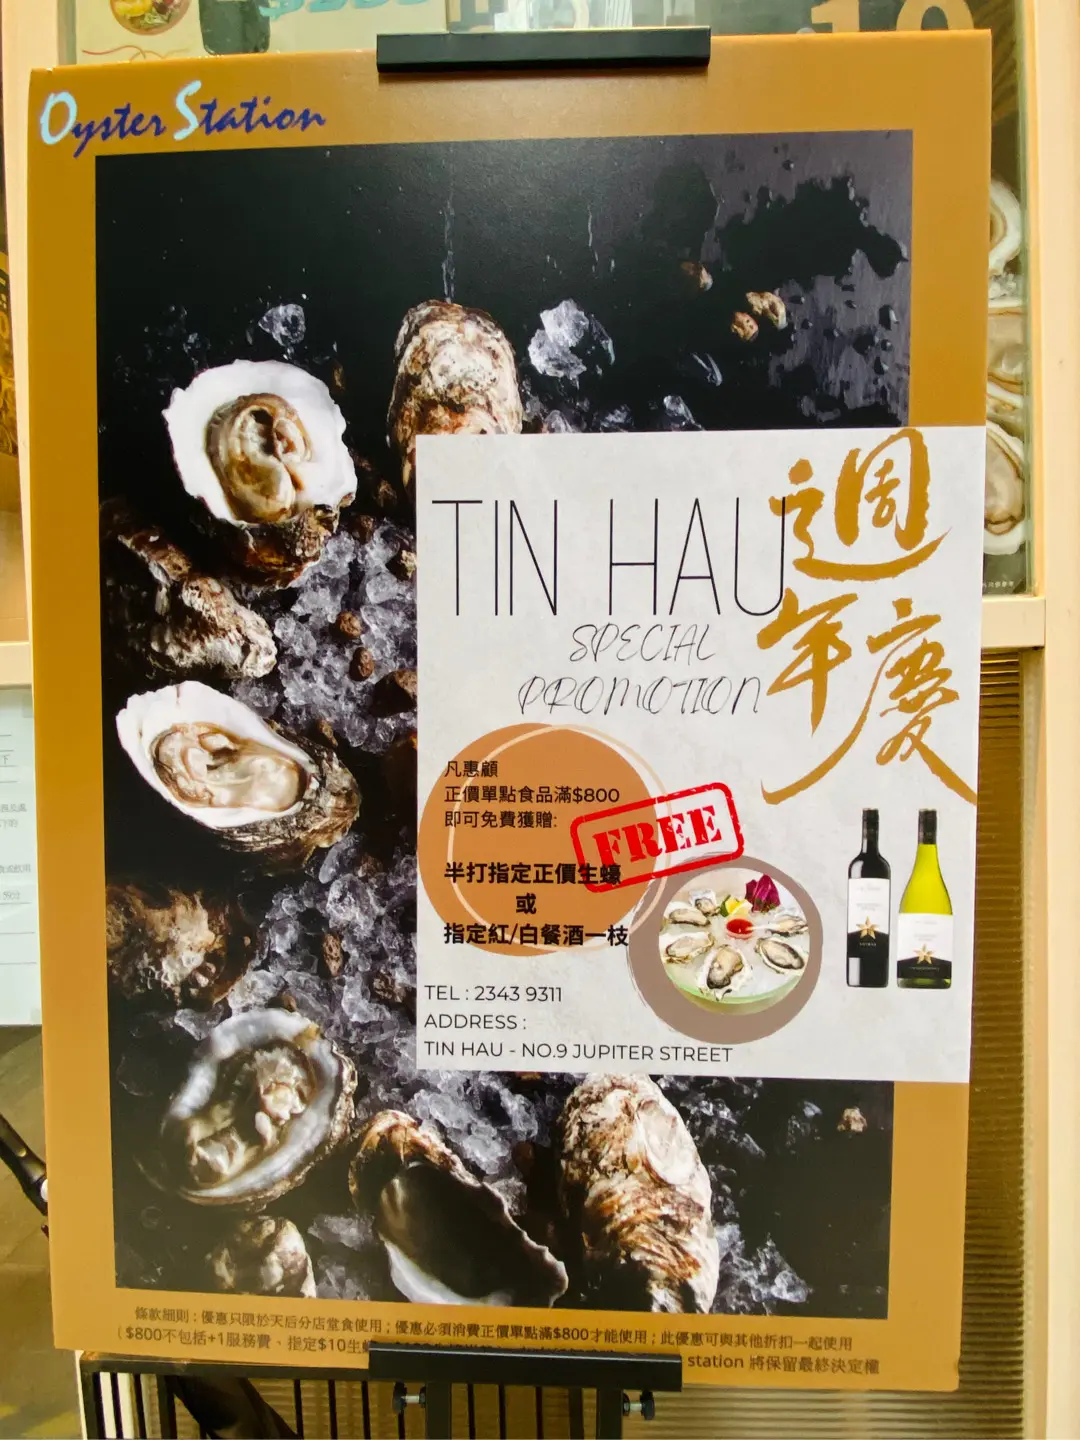 Oyster Station
TIN HAU
週
年慶
SPECIAL
PROMOTION
凡惠顧
正價單點食品滿$800
即可免費獲贈:
FREE
半打指定正價生蠔
或
指定紅/白餐酒一枝
TEL : 2343 9311
ADDRESS :
TIN HAU - NO.9 JUPITER STREET
條款細則 : 優惠只限於天后分店堂食使用 ; 優惠必須消費正價單點滿$800才能使用 ; 此優惠可與其他折扣一起使用
( $800不包括+1服務費、指定$10生
station 將保留最終決定權